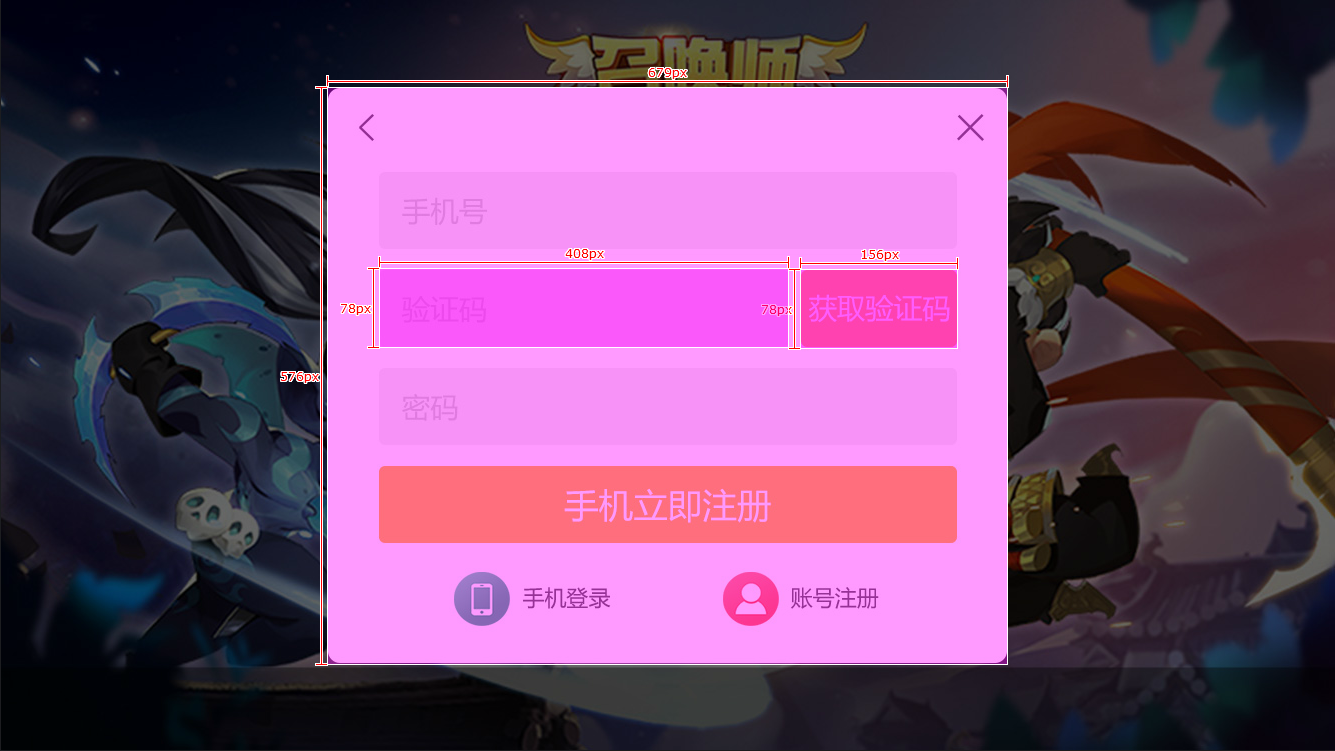 召唤师
679px
手机号
408px
156px
78px
验证码
78px
获取验证码
576px
密码
手机立即注册
手机登录
账号注册